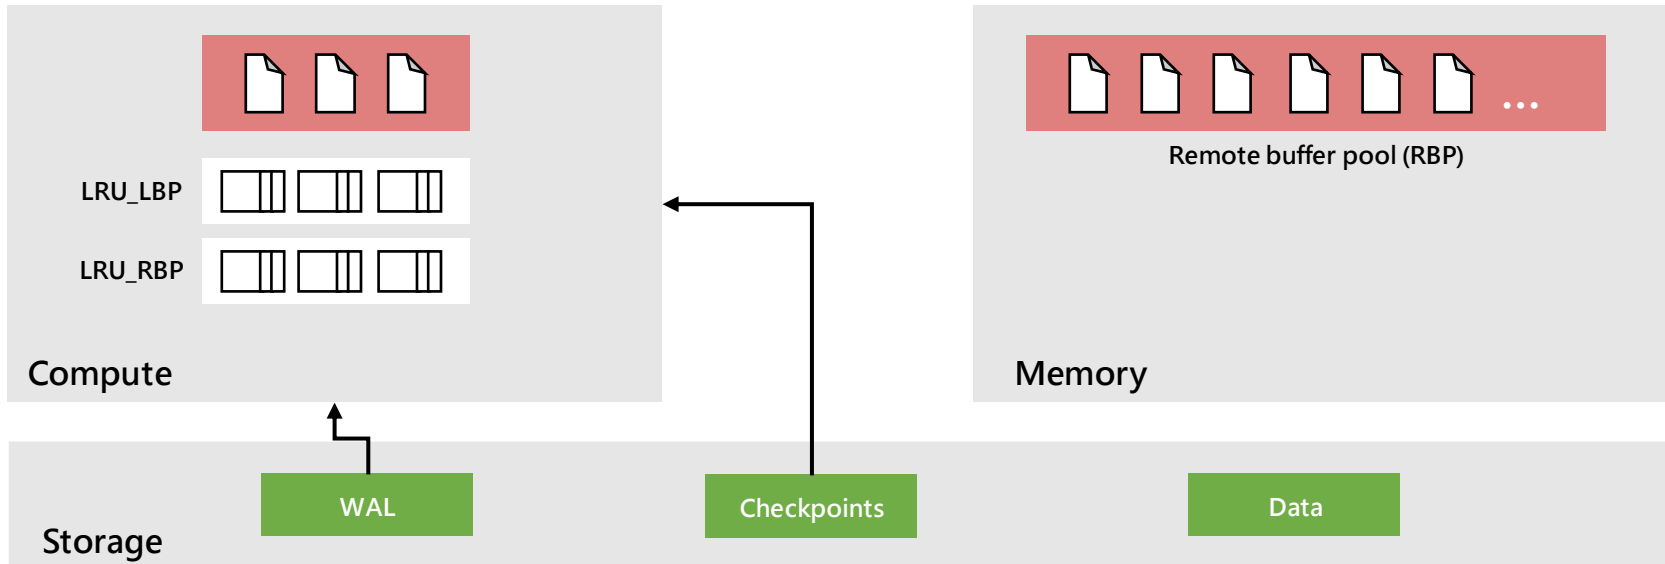 LRU_LBP
LRU_RBP
Compute
...
Remote buffer pool (RBP)
Memory
WAL
Checkpoints
Data
Storage